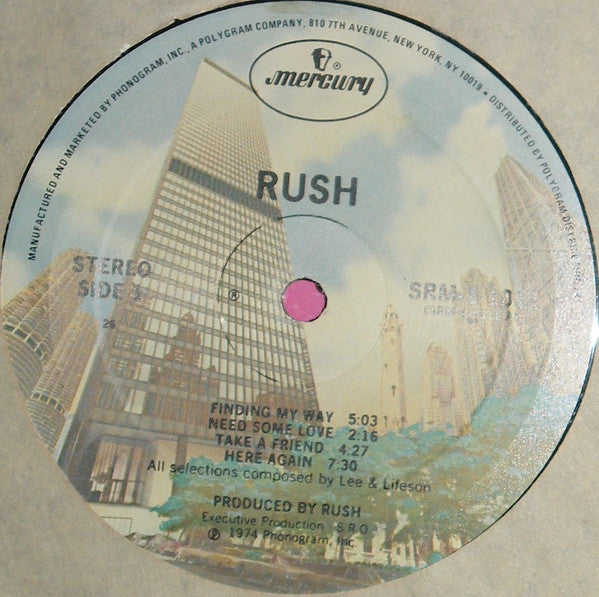 MANUFACTURED AND MARKETED BY PHONOGRAM, INC., A POLYGRAM COMPANY, 810 7TH AVENUE, NEW YORK, NY 10019 • DISTRIBUTED BY POLYGRAM
mercury
®
RUSH
STEREO
SIDE 1
26
℗
SRM
FINDING MY WAY 5:03
NEED SOME LOVE 2:16
TAKE A FRIEND 4:27
HERE AGAIN 7:30
All selections composed by Lee & Lifeson
PRODUCED BY RUSH
Executive Production : S R O
℗ 1974 Phonogram, Inc